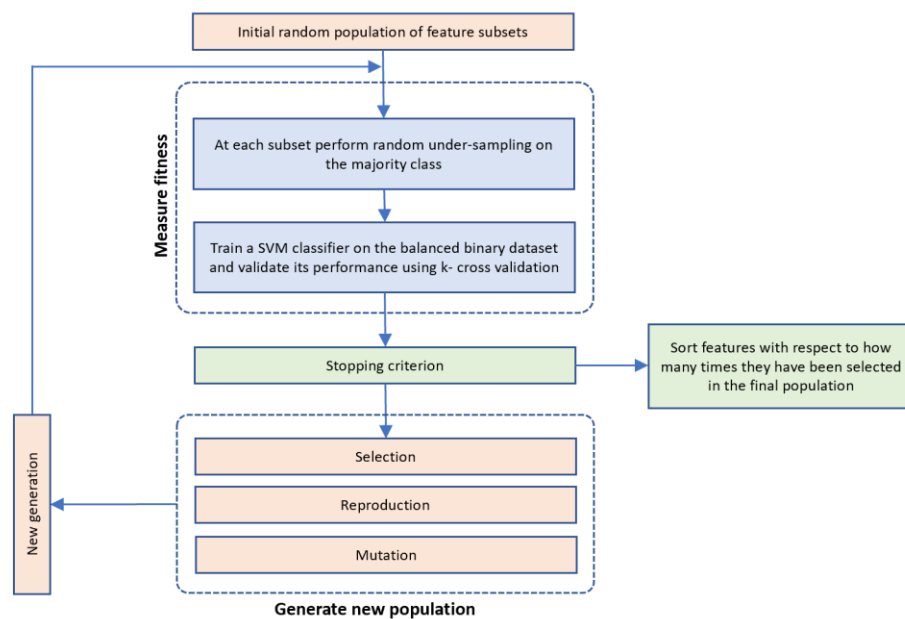 Initial random population of feature subsets
Measure fitness
At each subset perform random under-sampling on
the majority class
Train a SVM classifier on the balanced binary dataset
and validate its performance using k- cross validation
Stopping criterion
Sort features with respect to how
many times they have been selected
in the final population
New generation
Selection
Reproduction
Mutation
Generate new population